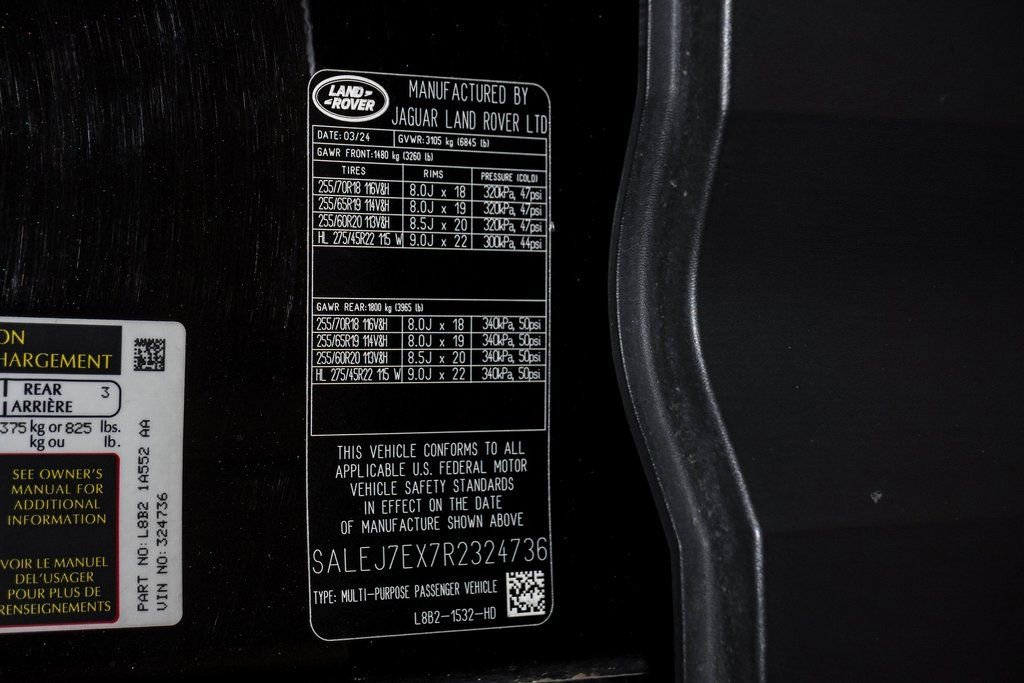 LAND ROVER
MANUFACTURED BY
JAGUAR LAND ROVER LTD
DATE: 03/24 GVWR: 3105 kg (6845 lb)
GAWR FRONT: 1480 kg (3260 lb)
TIRES RIMS PRESSURE (COLD)
255/70R18 116V&H 8.0J x 18 320kPa, 47psi
255/65R19 114V&H 8.0J x 19 320kPa, 47psi
255/60R20 113V&H 8.5J x 20 320kPa, 47psi
HL 275/45R22 115 W 9.0J x 22 300kPa, 44psi
GAWR REAR: 1800 kg (3965 lb)
255/70R18 116V&H 8.0J x 18 340kPa, 50psi
255/65R19 114V&H 8.0J x 19 340kPa, 50psi
255/60R20 113V&H 8.5J x 20 340kPa, 50psi
HL 275/45R22 115 W 9.0J x 22 340kPa, 50psi
THIS VEHICLE CONFORMS TO ALL
APPLICABLE U.S. FEDERAL MOTOR
VEHICLE SAFETY STANDARDS
IN EFFECT ON THE DATE
OF MANUFACTURE SHOWN ABOVE
SALEJ7EX7R2324736
TYPE: MULTI-PURPOSE PASSENGER VEHICLE
L8B2-1532-HD
ON
HARGEMENT
REAR 3
ARRIÈRE
375 kg or 825 lbs.
kg ou lb.
SEE OWNER'S
MANUAL FOR
ADDITIONAL
INFORMATION
VOIR LE MANUEL
DEL'USAGER
POUR PLUS DE
RENSEIGNEMENTS
PART NO: L8B2 1A552 AA
VIN NO: 324736